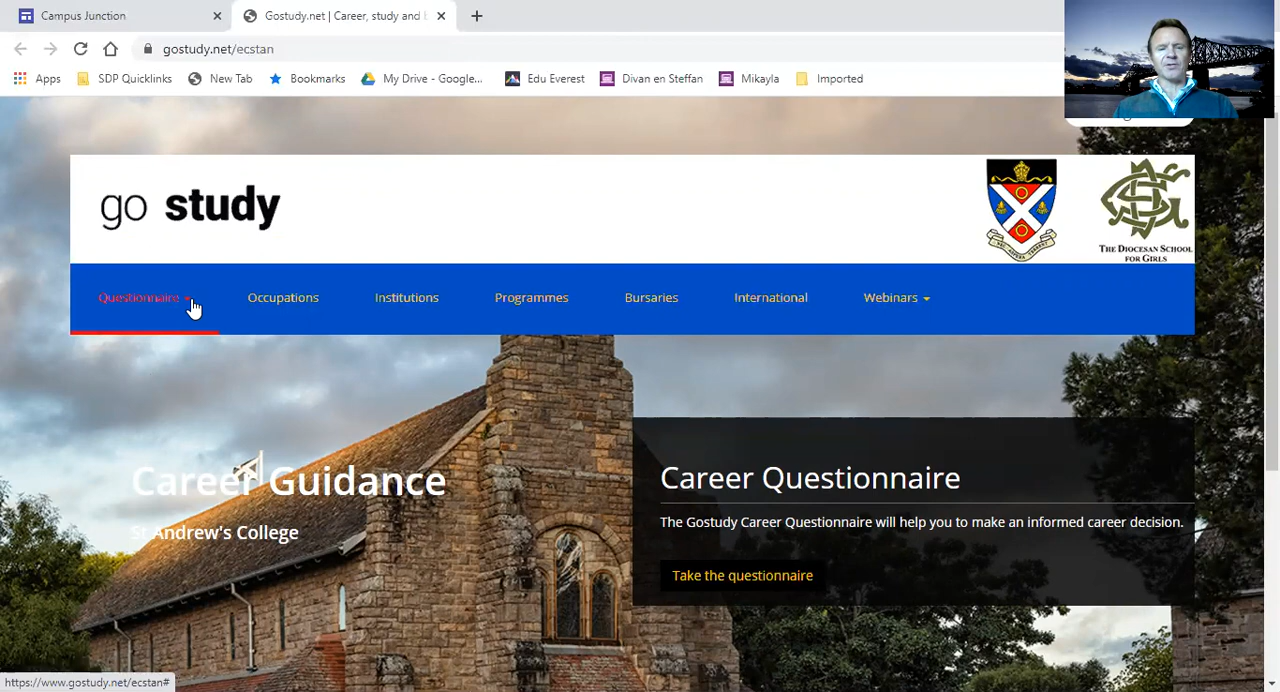 Campus Junction
Gostudy.net | Career, study and b
gostudy.net/ecstan
Apps
SDP Quicklinks
New Tab
Bookmarks
My Drive - Google...
Edu Everest
Divan en Steffan
Mikayla
Imported
go study
THE DIOCESAN SCHOOL
FOR GIRLS
Questionnaire
Occupations
Institutions
Programmes
Bursaries
International
Webinars
Career Guidance
St Andrew's College
Career Questionnaire
The Gostudy Career Questionnaire will help you to make an informed career decision.
Take the questionnaire
https://www.gostudy.net/ecstan#